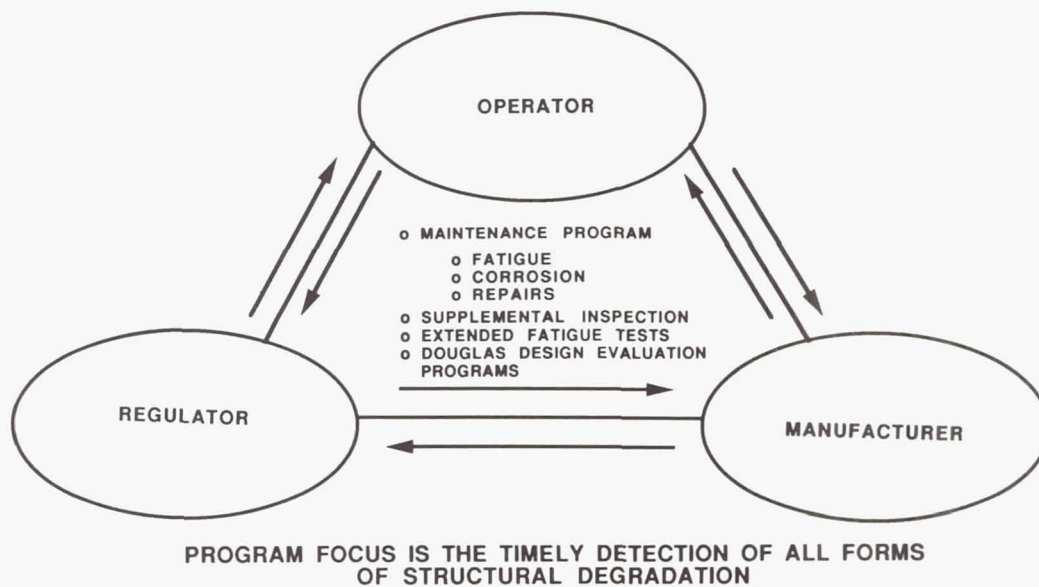 OPERATOR
o MAINTENANCE PROGRAM
o FATIGUE
o CORROSION
o REPAIRS
o SUPPLEMENTAL INSPECTION
o EXTENDED FATIGUE TESTS
o DOUGLAS DESIGN EVALUATION
PROGRAMS
REGULATOR
MANUFACTURER
PROGRAM FOCUS IS THE TIMELY DETECTION OF ALL FORMS
OF STRUCTURAL DEGRADATION